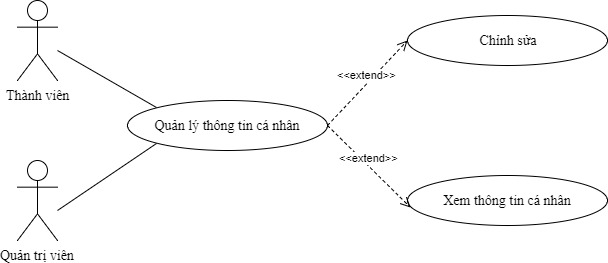 Chỉnh sửa
<<extend>>
Thành viên
Quản lý thông tin cá nhân
<<extend>>
Xem thông tin cá nhân
Quản trị viên